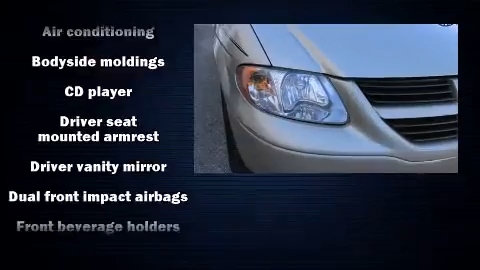 Air conditioning
Bodyside moldings
CD player
Driver seat
mounted armrest
Driver vanity mirror
Dual front impact airbags
Front beverage holders